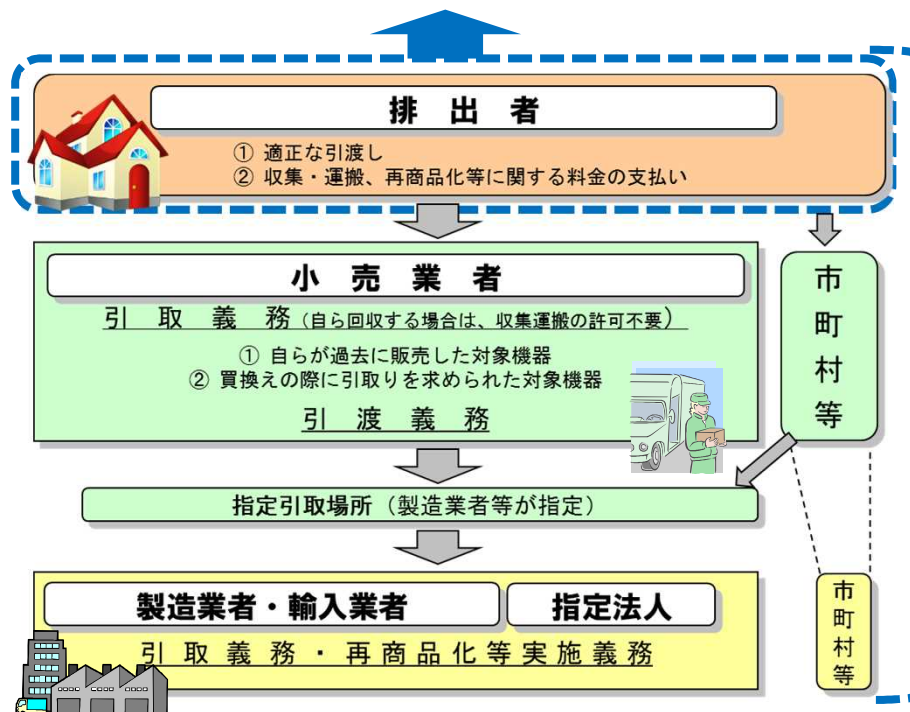 排出者
① 適正な引渡し
② 収集・運搬、再商品化等に関する料金の支払い
小売業者
引取義務（自ら回収する場合は、収集運搬の許可不要）
① 自らが過去に販売した対象機器
② 買換えの際に引取りを求められた対象機器
引渡義務
市町村等
指定引取場所（製造業者等が指定）
製造業者・輸入業者
指定法人
引取義務・再商品化等実施義務
市町村等